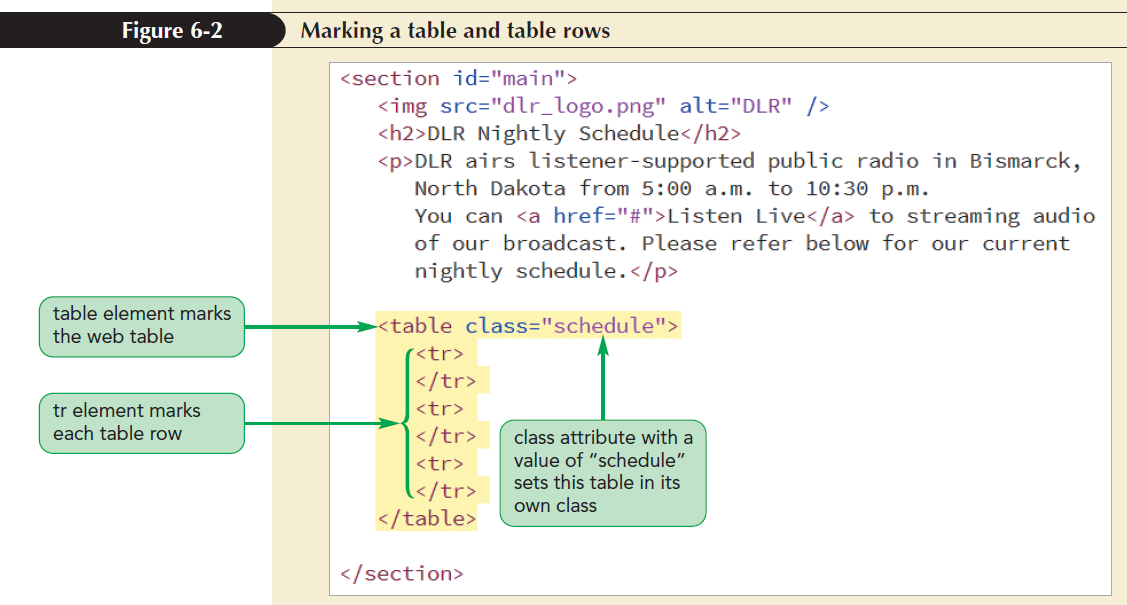 Figure 6-2
Marking a table and table rows
<section id="main">
<img src="dlr_logo.png" alt="DLR" />
<h2>DLR Nightly Schedule</h2>
<p>DLR airs listener-supported public radio in Bismarck,
North Dakota from 5:00 a.m. to 10:30 p.m.
You can <a href="#">Listen Live</a> to streaming audio
of our broadcast. Please refer below for our current
nightly schedule.</p>
table element marks
the web table
<table class="schedule">
<tr>
</tr>
<tr>
</tr>
<tr>
</tr>
</table>
tr element marks
each table row
class attribute with a
value of “schedule”
sets this table in its
own class
</section>